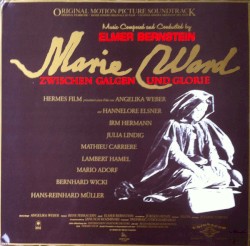 ORIGINAL MOTION PICTURE SOUNDTRACK
Music Composed and Conducted by
ELMER BERNSTEIN
Marie Ward
ZWISCHEN GALGEN UND GLORIE
HERMES FILM ANGELIKA WEBER
HANNELORE ELSNER
IRM HERMANN
JULIA LINDIG
MATHIEU CARRIERE
LAMBERT HAMEL
MARIO ADORF
BERNHARD WICKI
HANS-REINHARD MÜLLER